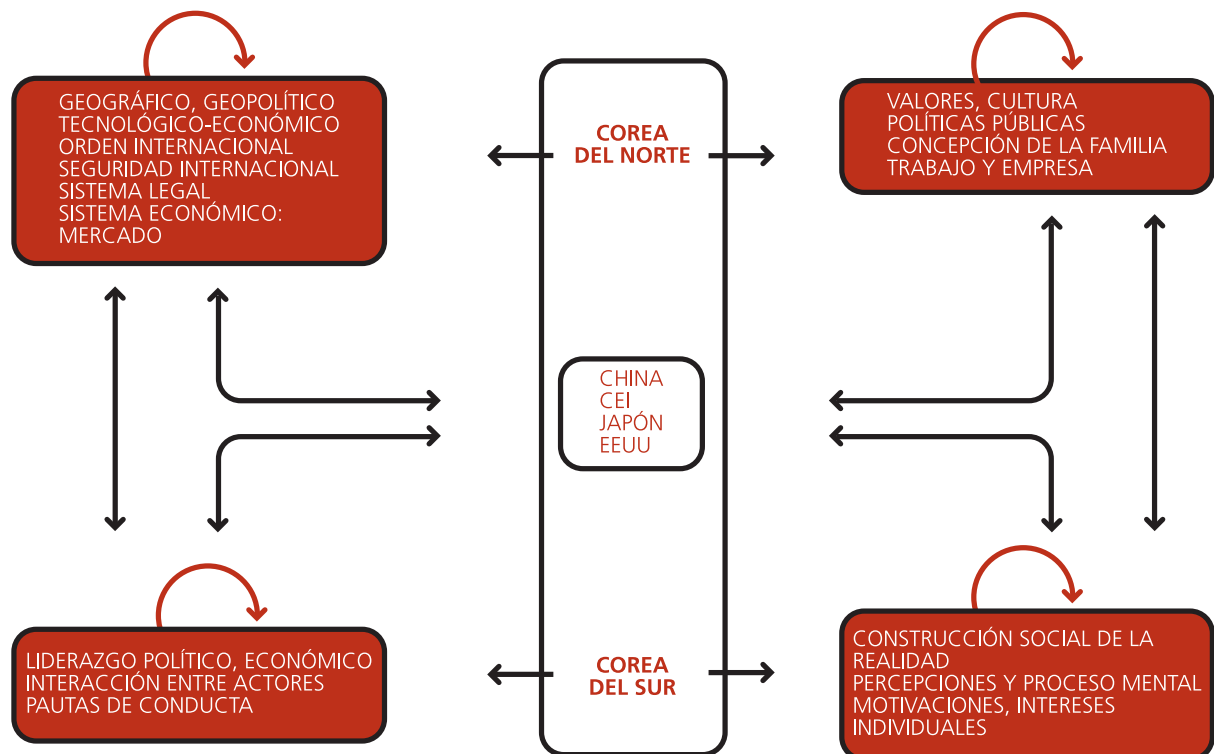 GEOGRÁFICO, GEOPOLÍTICO
TECNOLÓGICO-ECONÓMICO
ORDEN INTERNACIONAL
SEGURIDAD INTERNACIONAL
SISTEMA LEGAL
SISTEMA ECONÓMICO:
MERCADO
COREA
DEL NORTE
VALORES, CULTURA
POLÍTICAS PÚBLICAS
CONCEPCIÓN DE LA FAMILIA
TRABAJO Y EMPRESA
CHINA
CEI
JAPÓN
EEUU
LIDERAZGO POLÍTICO, ECONÓMICO
INTERACCIÓN ENTRE ACTORES
PAUTAS DE CONDUCTA
COREA
DEL SUR
CONSTRUCCIÓN SOCIAL DE LA
REALIDAD
PERCEPCIONES Y PROCESO MENTAL
MOTIVACIONES, INTERESES
INDIVIDUALES